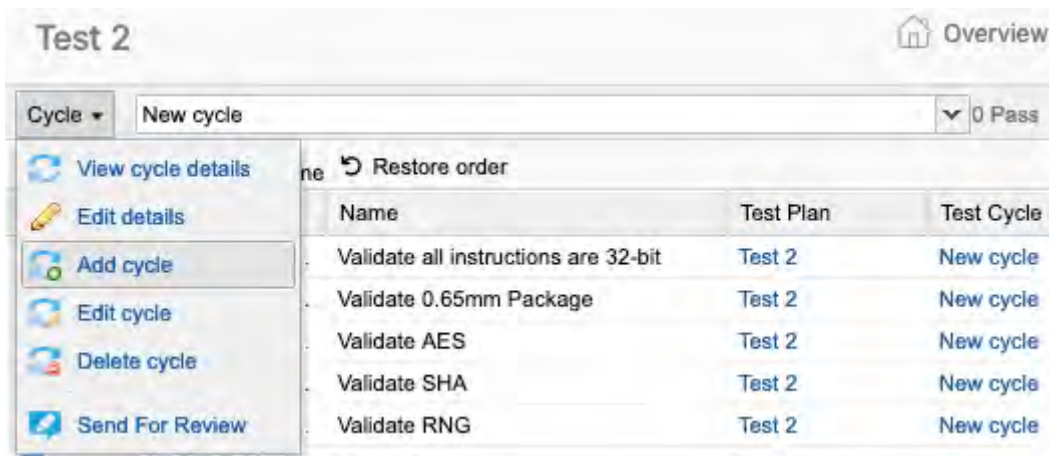 Test 2
Overview
Cycle
New cycle
0 Pass
View cycle details
Edit details
Add cycle
Edit cycle
Delete cycle
Send For Review
ne
Restore order
Name Test Plan Test Cycle
Validate all instructions are 32-bit Test 2 New cycle
Validate 0.65mm Package Test 2 New cycle
Validate AES Test 2 New cycle
Validate SHA Test 2 New cycle
Validate RNG Test 2 New cycle